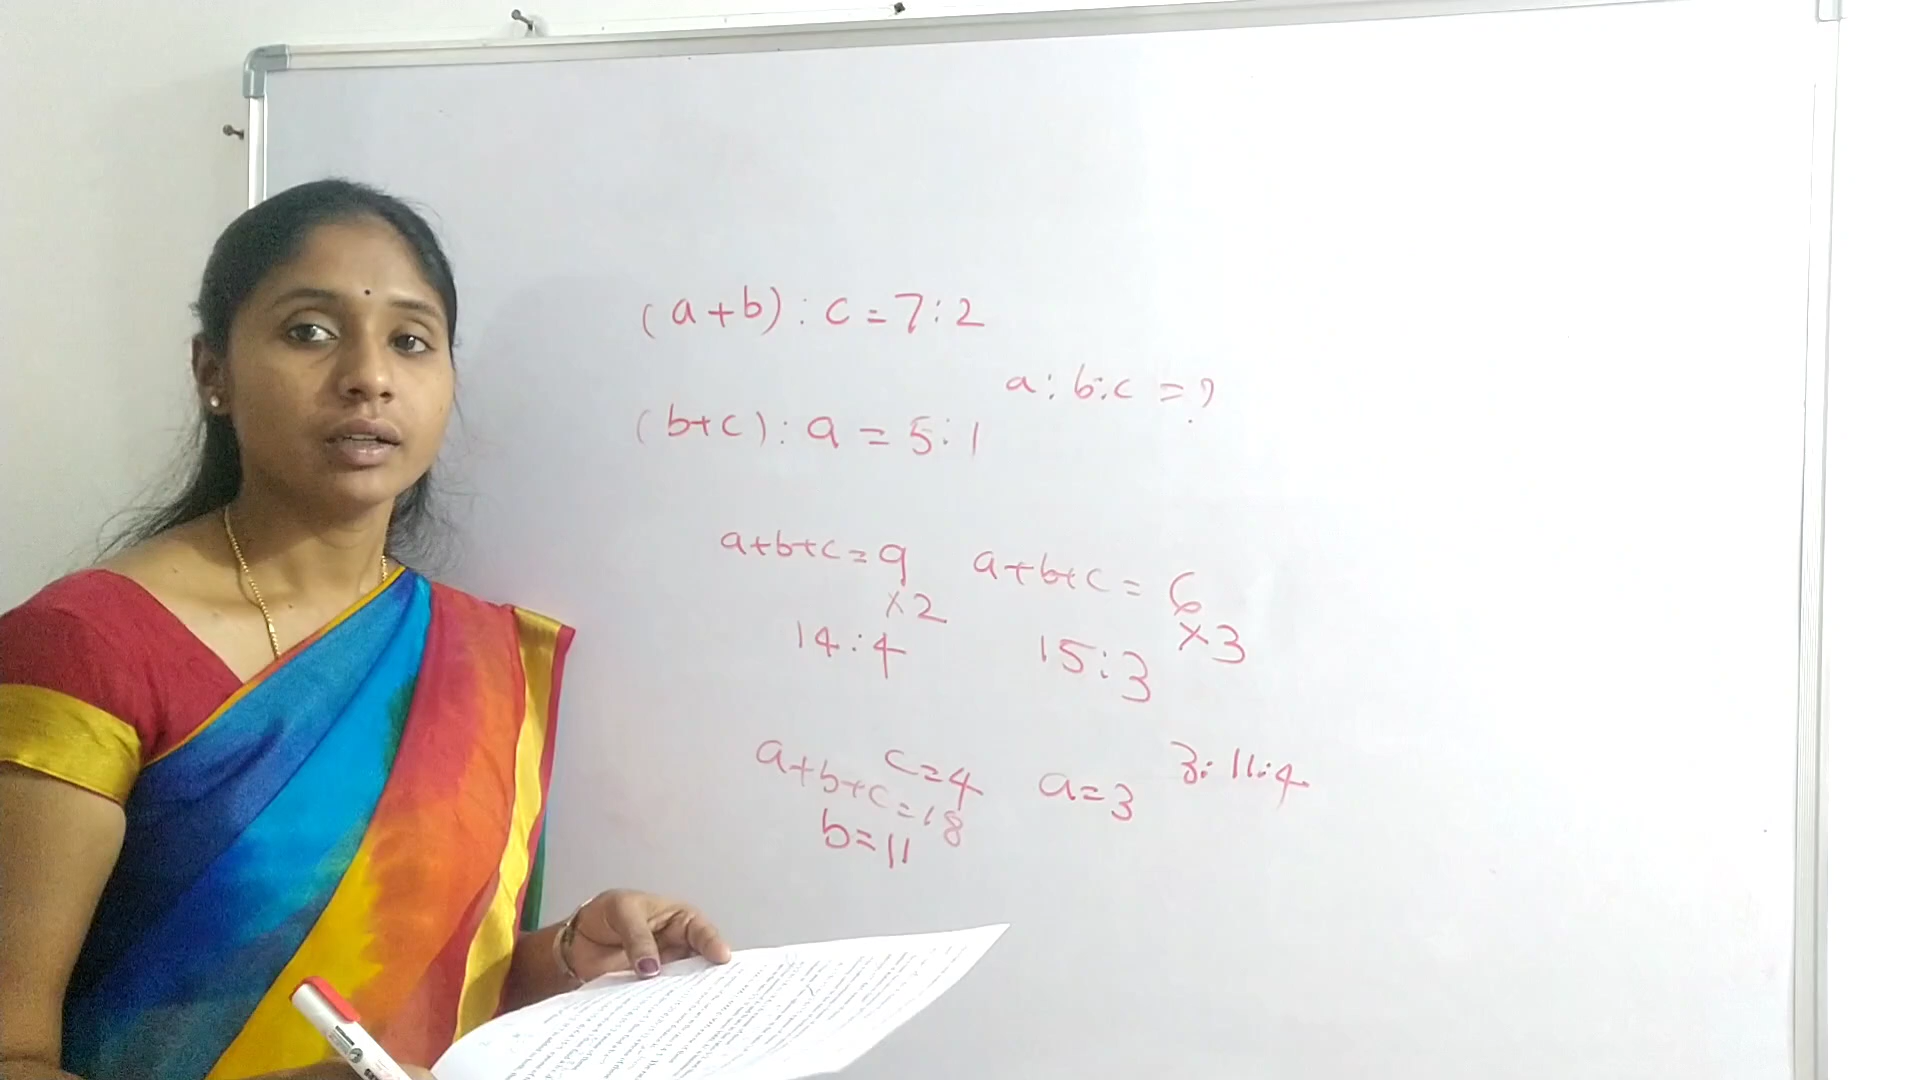 (a+b) : c = 7:2
a : b : c = ?
(b+c) : a = 5:1
a+b+c = 9
×2
a+b+c = 6
×3
14:4
15:3
c=4
a=3
3:11:4
a+b+c=18
b=11